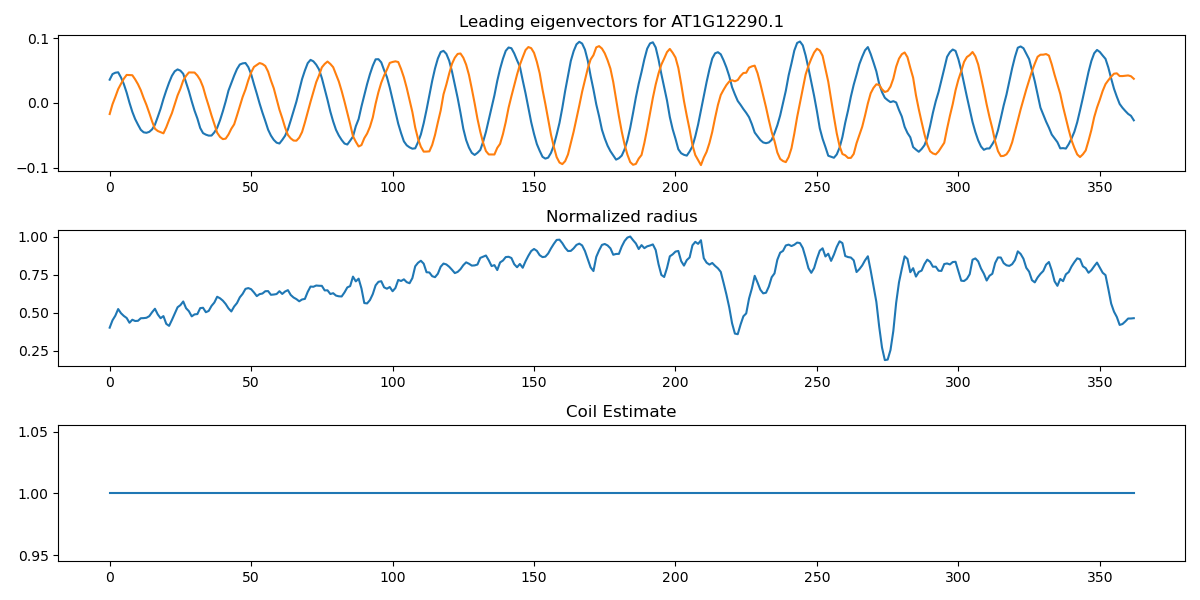 Leading eigenvectors for AT1G12290.1
0.1
0.0
−0.1
0 50 100 150 200 250 300 350
Normalized radius
1.00
0.75
0.50
0.25
0 50 100 150 200 250 300 350
Coil Estimate
1.05
1.00
0.95
0 50 100 150 200 250 300 350